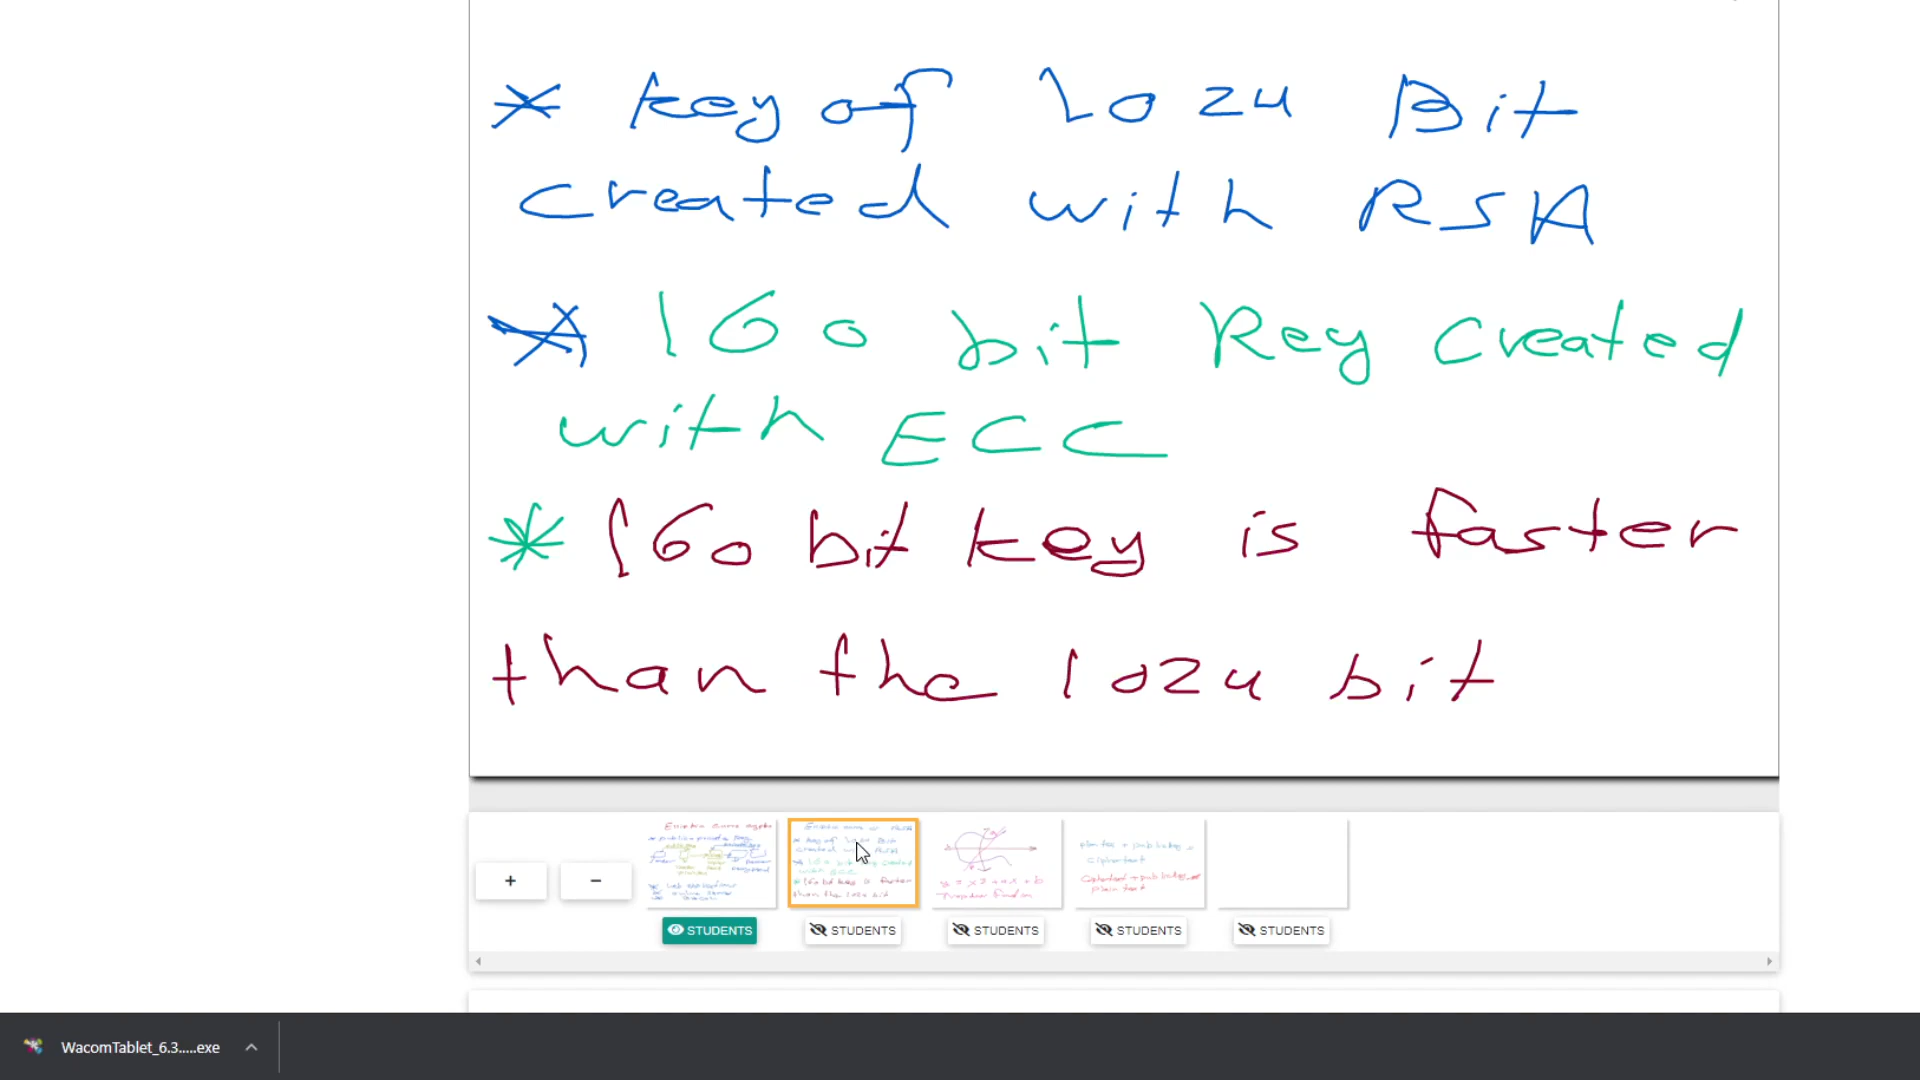 * key of 1024 Bit
created with RSA
* 160 bit Key created
with ECC
* 160 bit key is faster
than the 1024 bit
+
-
STUDENTS
STUDENTS
STUDENTS
STUDENTS
STUDENTS
WacomTablet_6.3.....exe